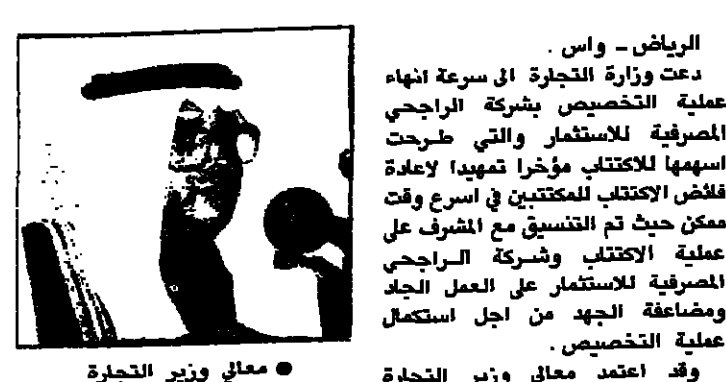 الرياض – واس .
دعت وزارة التجارة الى سرعة انهاء
عملية التخصيص بشركة الراجحي
المصرفية للاستثمار والتي طرحت
اسهمها للاكتتاب مؤخرا تمهيدا لاعادة
فائض الاكتتاب للمكتتبين في اسرع وقت
ممكن حيث تم التنسيق مع المشرف على
عملية الاكتتاب وشركة الراجحي
المصرفية للاستثمار على العمل الجاد
ومضاعفة الجهد من اجل استكمال
عملية التخصيص .
وقد اعتمد معالي وزير التجارة
● معالي وزير التجارة